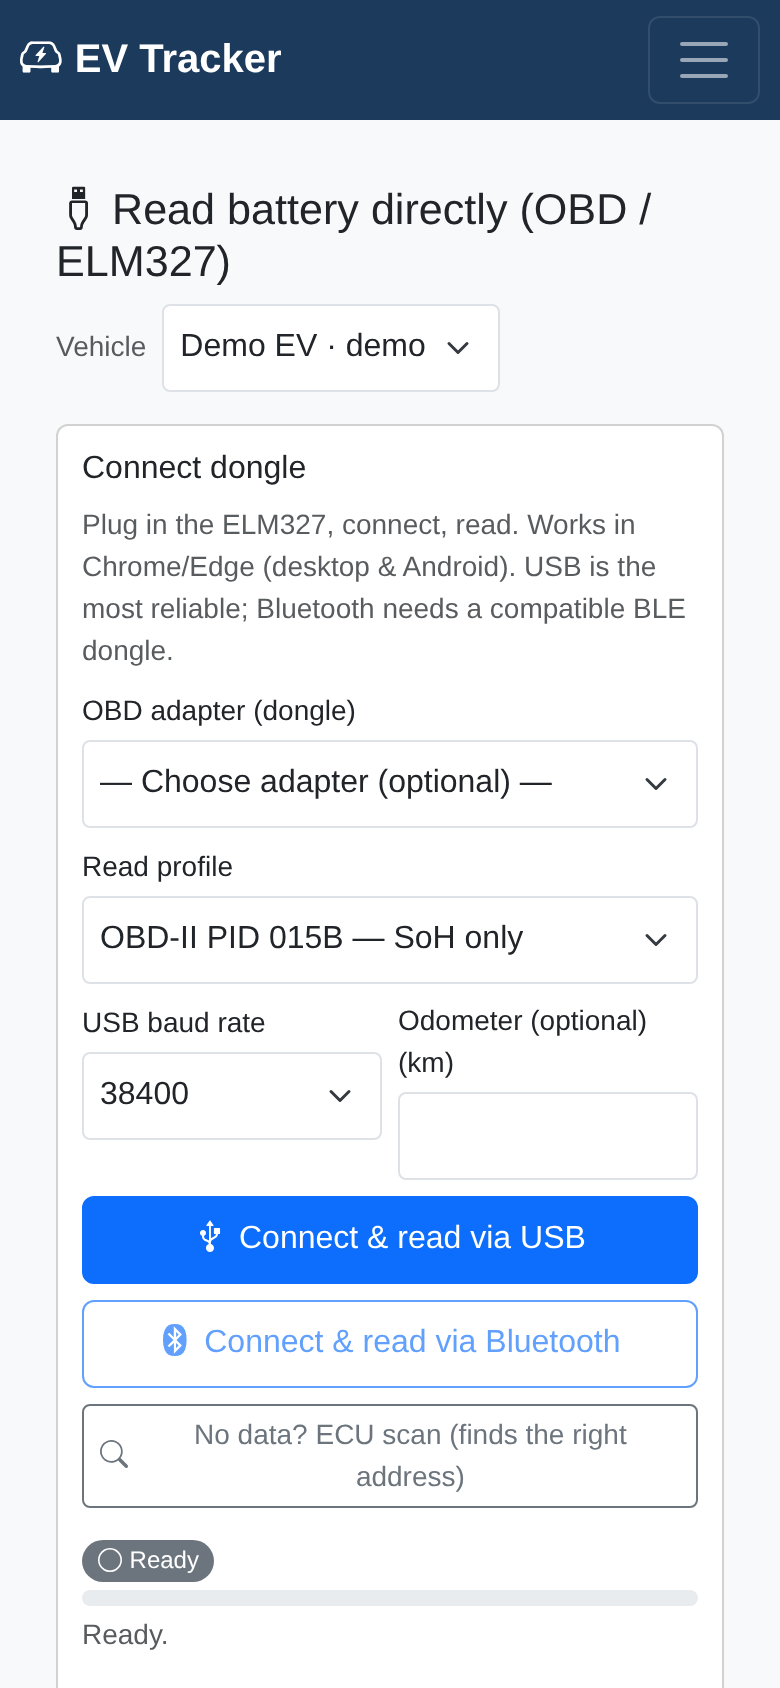 EV Tracker
Read battery directly (OBD /
ELM327)
Vehicle
Demo EV · demo
Connect dongle
Plug in the ELM327, connect, read. Works in
Chrome/Edge (desktop & Android). USB is the
most reliable; Bluetooth needs a compatible BLE
dongle.
OBD adapter (dongle)
— Choose adapter (optional) —
Read profile
OBD-II PID 015B — SoH only
USB baud rate
38400
Odometer (optional)
(km)
Connect & read via USB
Connect & read via Bluetooth
No data? ECU scan (finds the right
address)
Ready
Ready.